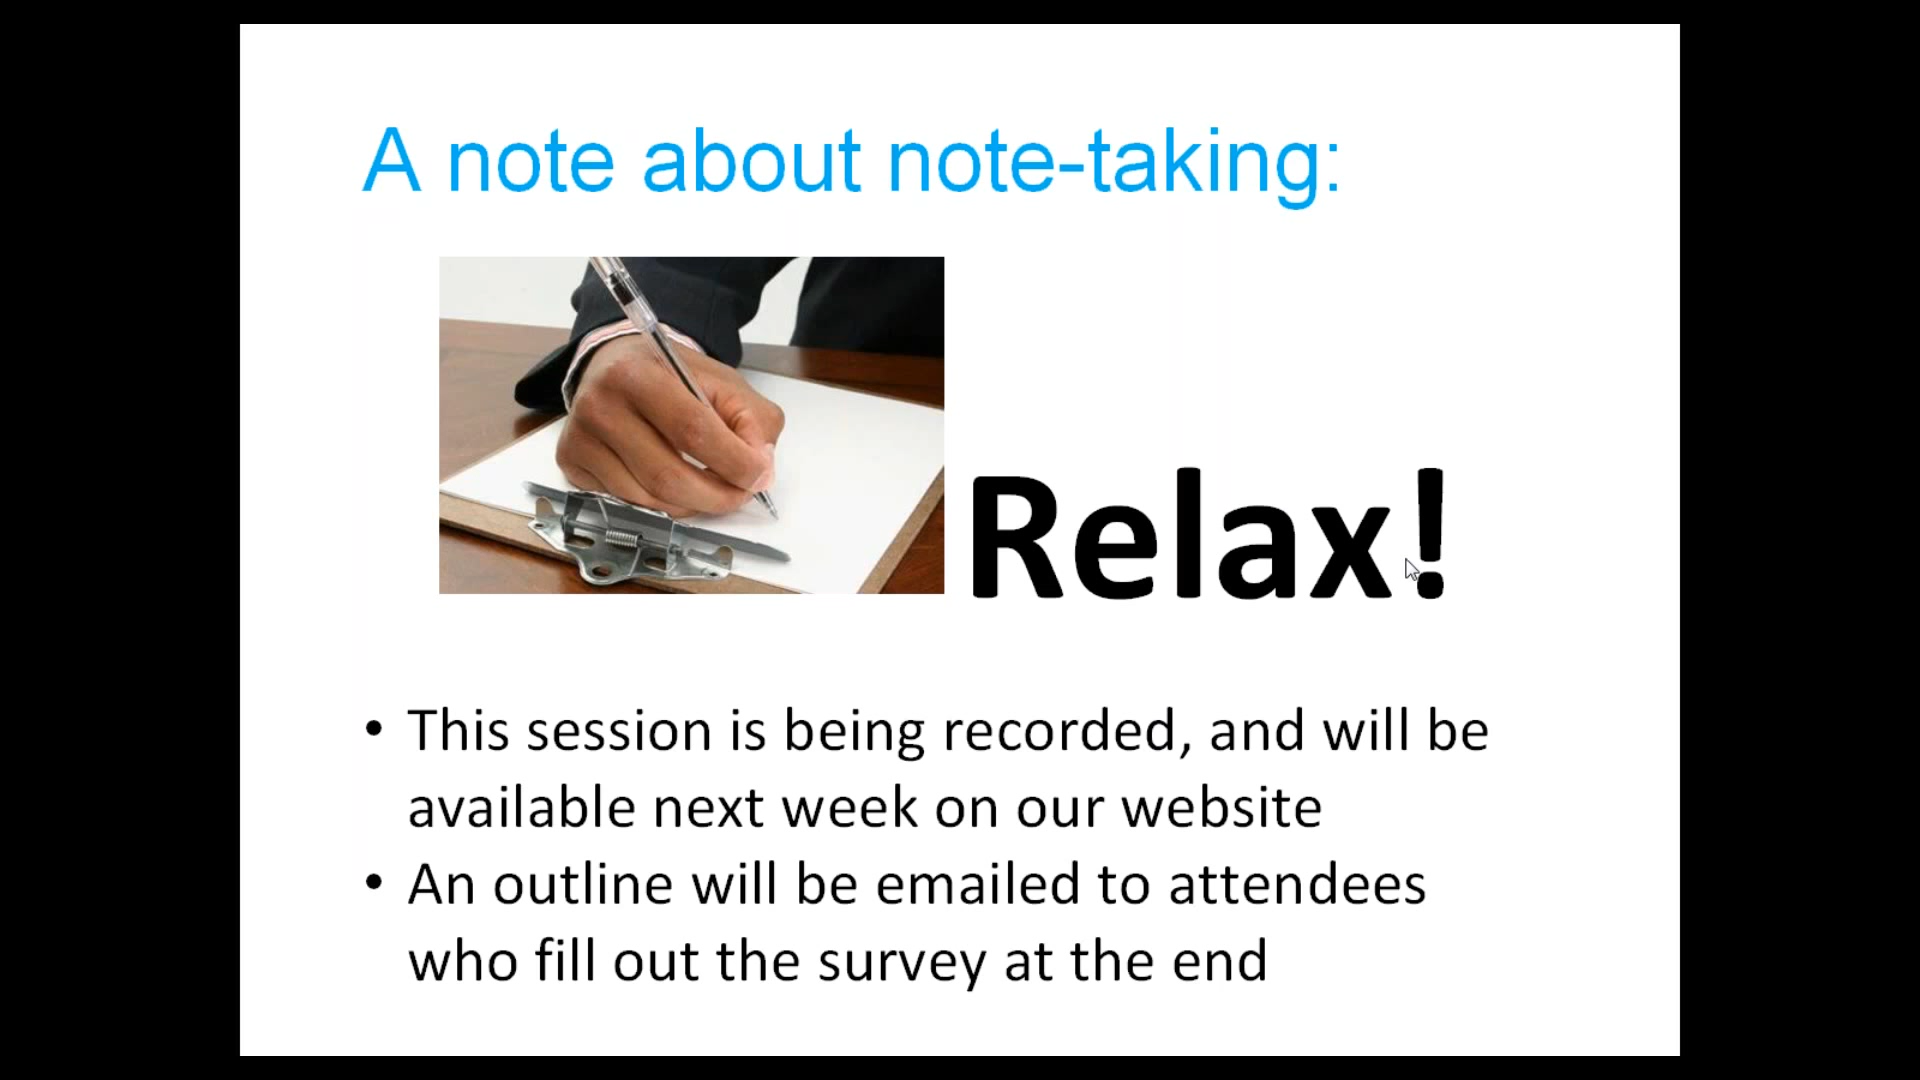 A note about note-taking:
Relax!
• This session is being recorded, and will be
available next week on our website
• An outline will be emailed to attendees
who fill out the survey at the end